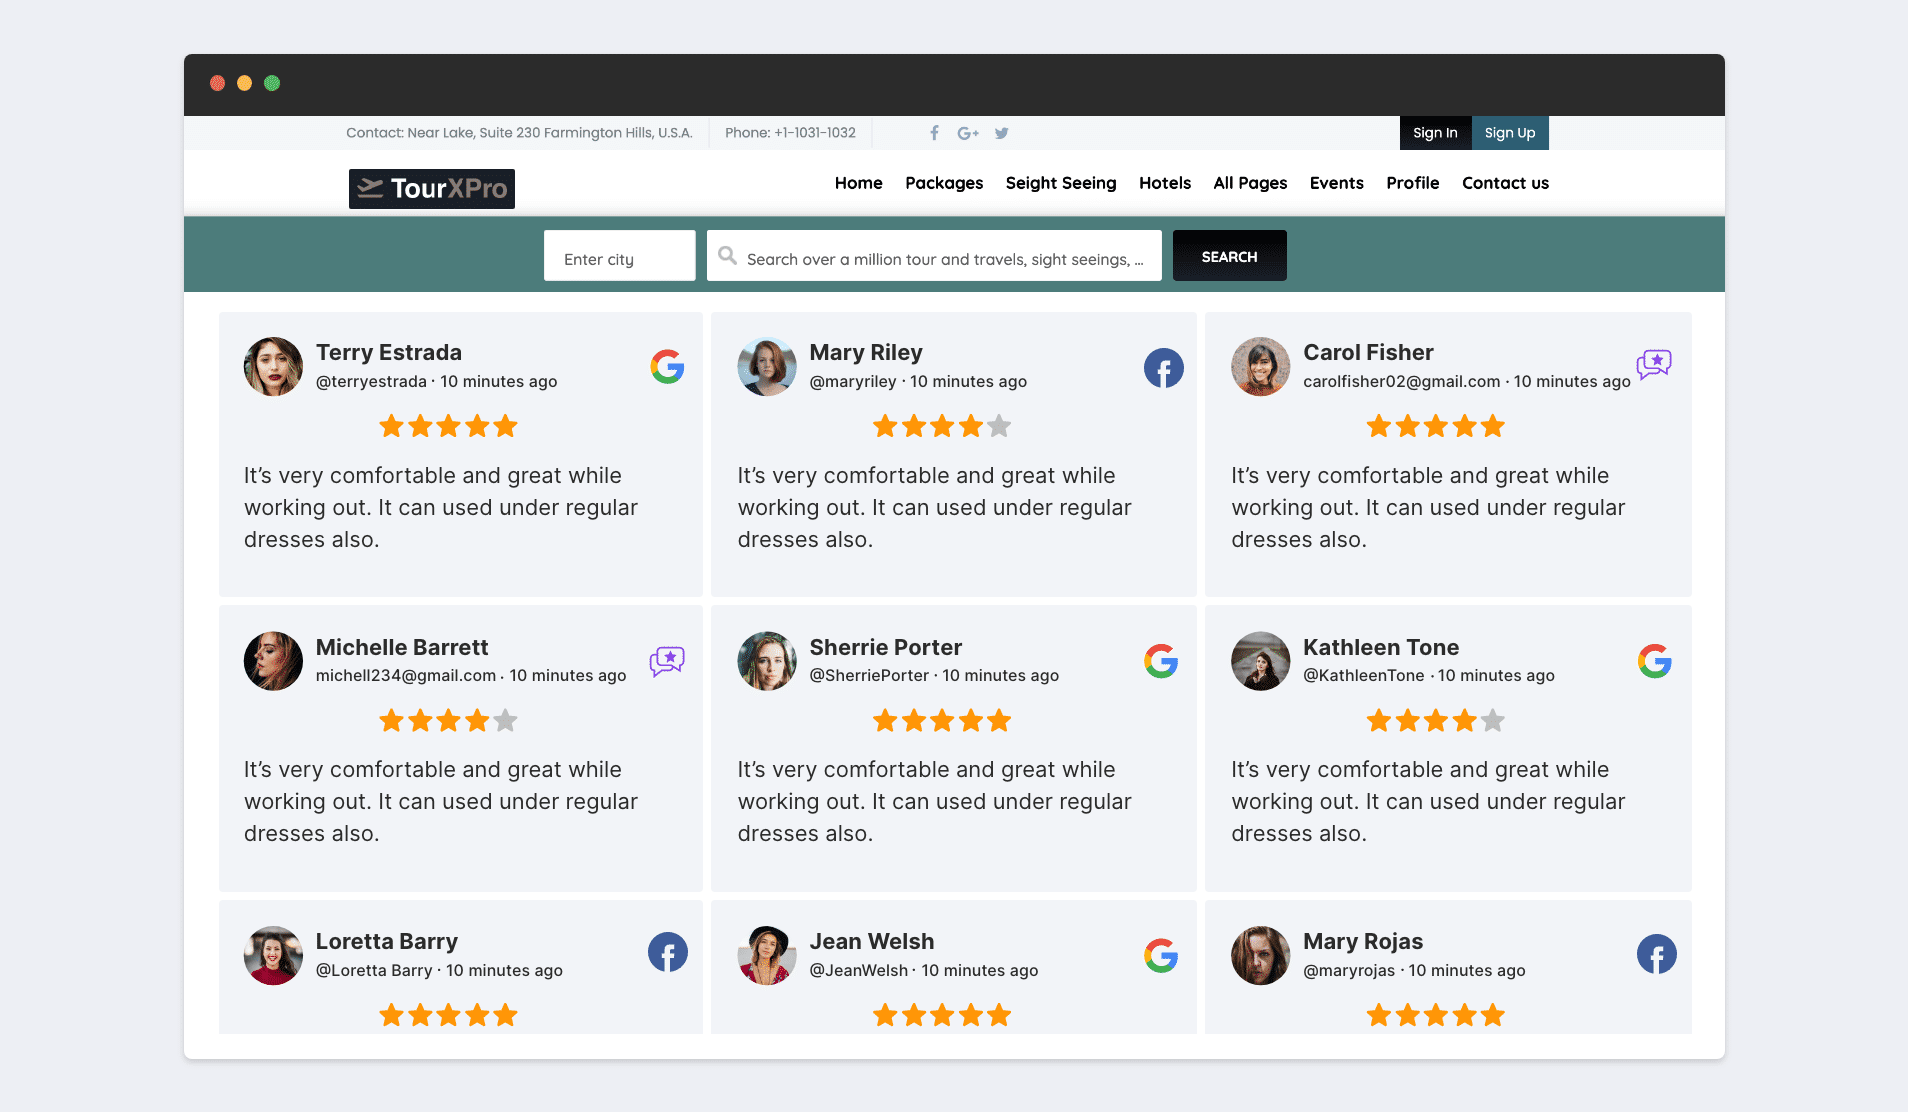 Contact: Near Lake, Suite 230 Farmington Hills, U.S.A. Phone: +1-1031-1032 G+ Sign In Sign Up
TourXPro
Home Packages Seight Seeing Hotels All Pages Events Profile Contact us
Enter city Search over a million tour and travels, sight seeings, ... SEARCH
Terry Estrada
@terryestrada · 10 minutes ago
It's very comfortable and great while
working out. It can used under regular
dresses also.
Mary Riley
@maryriley · 10 minutes ago
It's very comfortable and great while
working out. It can used under regular
dresses also.
Carol Fisher
carolfisher02@gmail.com · 10 minutes ago
It's very comfortable and great while
working out. It can used under regular
dresses also.
Michelle Barrett
michell234@gmail.com · 10 minutes ago
It's very comfortable and great while
working out. It can used under regular
dresses also.
Sherrie Porter
@SherriePorter · 10 minutes ago
It's very comfortable and great while
working out. It can used under regular
dresses also.
Kathleen Tone
@KathleenTone · 10 minutes ago
It's very comfortable and great while
working out. It can used under regular
dresses also.
Loretta Barry
@Loretta Barry · 10 minutes ago
Jean Welsh
@JeanWelsh · 10 minutes ago
Mary Rojas
@maryrojas · 10 minutes ago